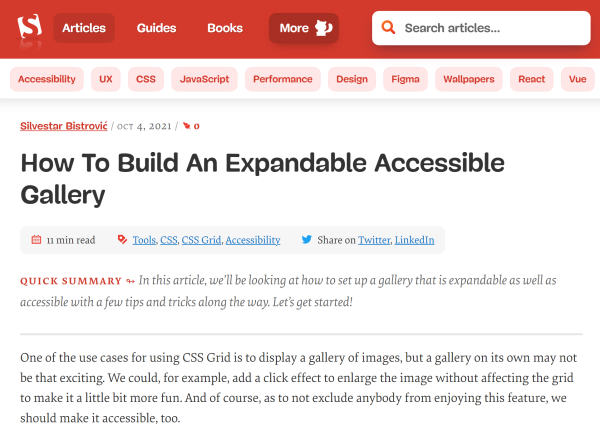 Articles Guides Books More Search articles...
Accessibility UX CSS JavaScript Performance Design Figma Wallpapers React Vue
Silvestar Bistrović / OCT 4, 2021 / 0
How To Build An Expandable Accessible
Gallery
11 min read Tools, CSS, CSS Grid, Accessibility Share on Twitter, LinkedIn
QUICK SUMMARY ↬ In this article, we’ll be looking at how to set up a gallery that is expandable as well as
accessible with a few tips and tricks along the way. Let’s get started!
One of the use cases for using CSS Grid is to display a gallery of images, but a gallery on its own may not
be that exciting. We could, for example, add a click effect to enlarge the image without affecting the grid
to make it a little bit more fun. And of course, as to not exclude anybody from enjoying this feature, we
should make it accessible, too.